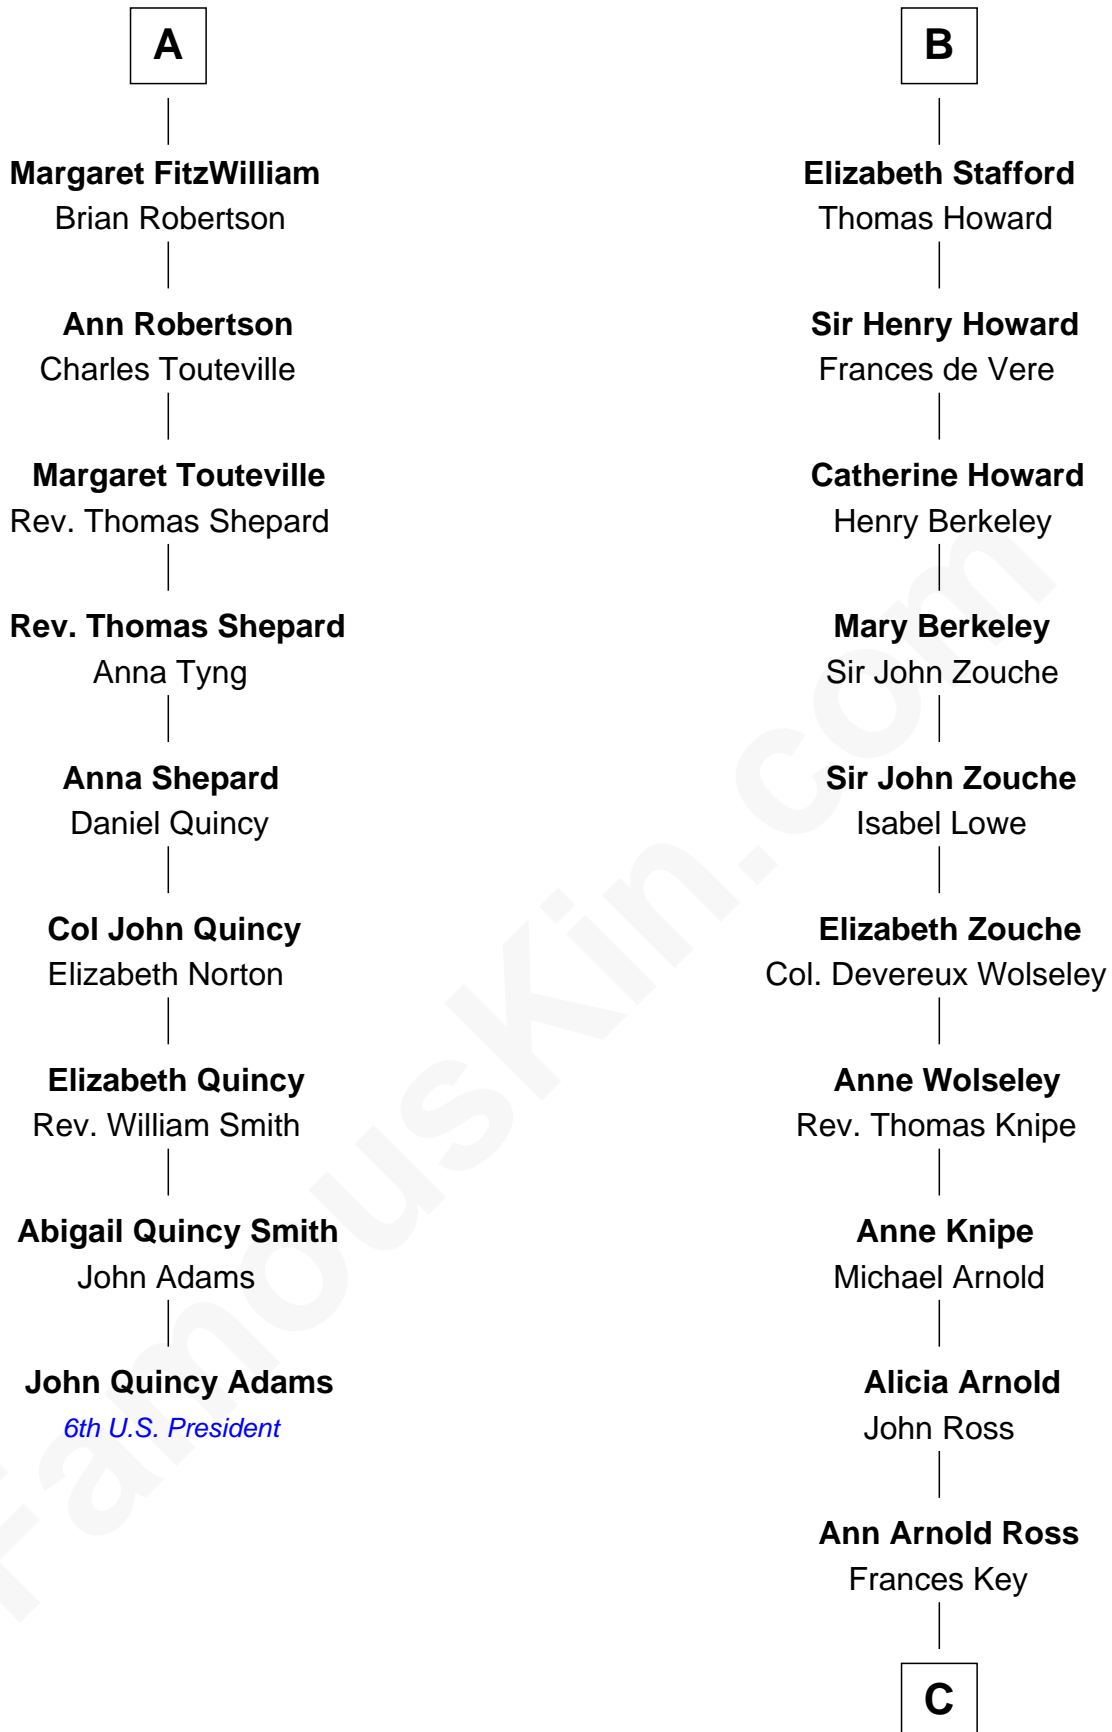 A
Margaret FitzWilliam
Brian Robertson
Ann Robertson
Charles Touteville
Margaret Touteville
Rev. Thomas Shepard
Rev. Thomas Shepard
Anna Tyng
Anna Shepard
Daniel Quincy
Col John Quincy
Elizabeth Norton
Elizabeth Quincy
Rev. William Smith
Abigail Quincy Smith
John Adams
John Quincy Adams
6th U.S. President
B
Elizabeth Stafford
Thomas Howard
Sir Henry Howard
Frances de Vere
Catherine Howard
Henry Berkeley
Mary Berkeley
Sir John Zouche
Sir John Zouche
Isabel Lowe
Elizabeth Zouche
Col. Devereux Wolseley
Anne Wolseley
Rev. Thomas Knipe
Anne Knipe
Michael Arnold
Alicia Arnold
John Ross
Ann Arnold Ross
Frances Key
C
FamousKin.com